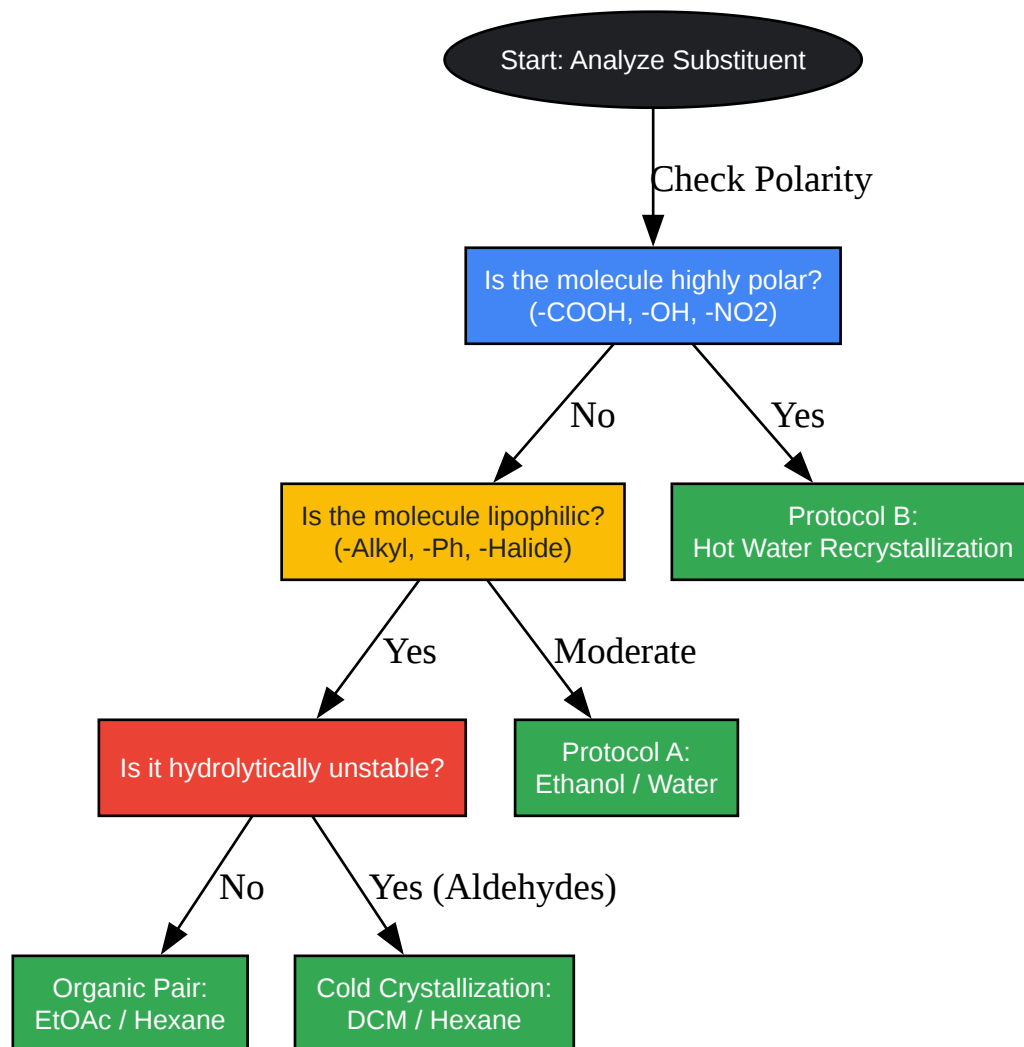 Start: Analyze Substituent
Check Polarity
Is the molecule highly polar?
(-COOH, -OH, -NO2)
No
Yes
Is the molecule lipophilic?
(-Alkyl, -Ph, -Halide)
Protocol B:
Hot Water Recrystallization
Yes
Moderate
Is it hydrolytically unstable?
Protocol A:
Ethanol / Water
No
Yes (Aldehydes)
Organic Pair:
EtOAc / Hexane
Cold Crystallization:
DCM / Hexane